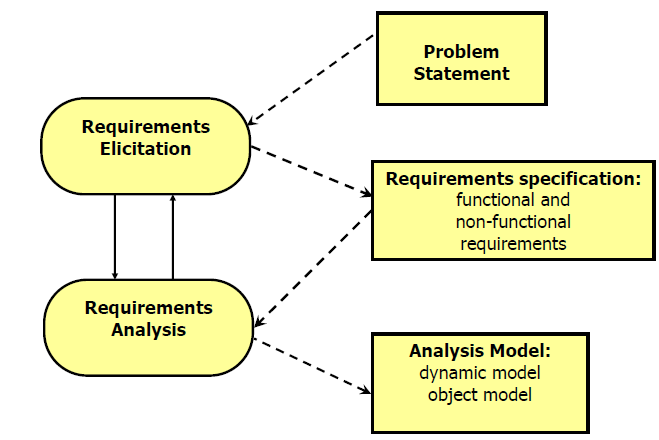 Problem
Statement
Requirements
Elicitation
Requirements specification:
functional and
non-functional
requirements
Requirements
Analysis
Analysis Model:
dynamic model
object model